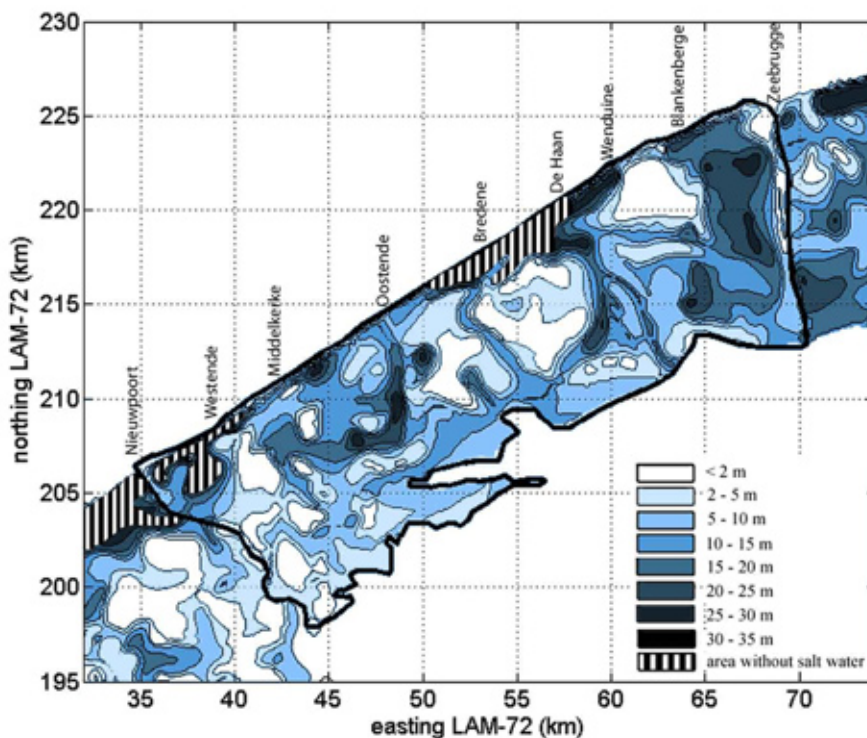 230
225
220
215
210
205
200
195
northing LAM-72 (km)
Nieuwpoort
Westende
Middelkerke
Oostende
Bredene
De Haan
Wenduine
Blankenberge
Zeebrugge
< 2 m
2 - 5 m
5 - 10 m
10 - 15 m
15 - 20 m
20 - 25 m
25 - 30 m
30 - 35 m
area without salt water
35 40 45 50 55 60 65 70
easting LAM-72 (km)